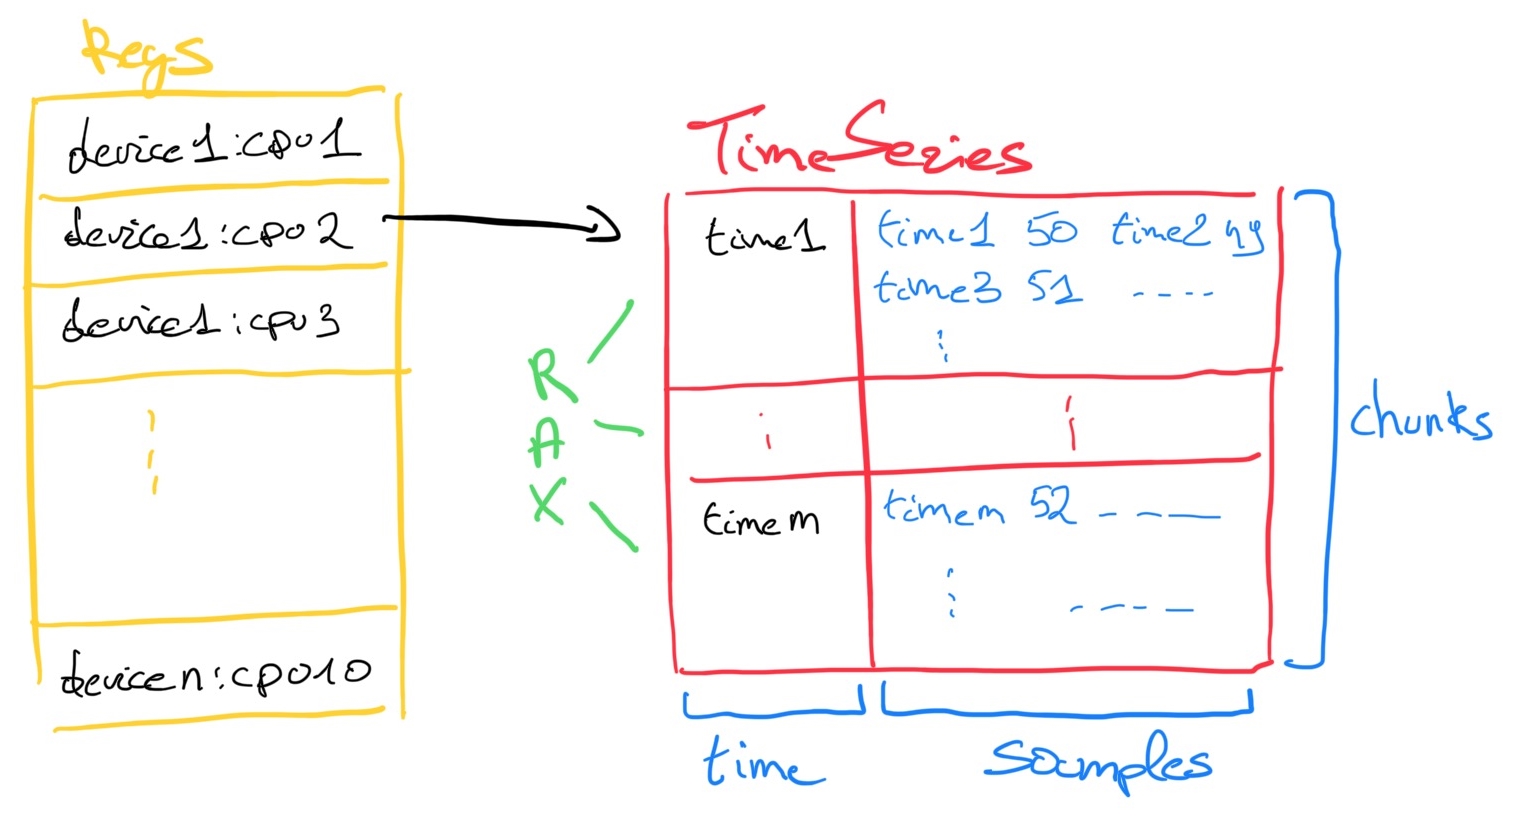 Keys
device1:cpu1
device1:cpu2
device1:cpu3
devicen:cpu10
R
A
X
TimeSeries
time1
time1 50 time2 49
time3 51 ----
timem
timem 52 ----
----
chunks
time
samples